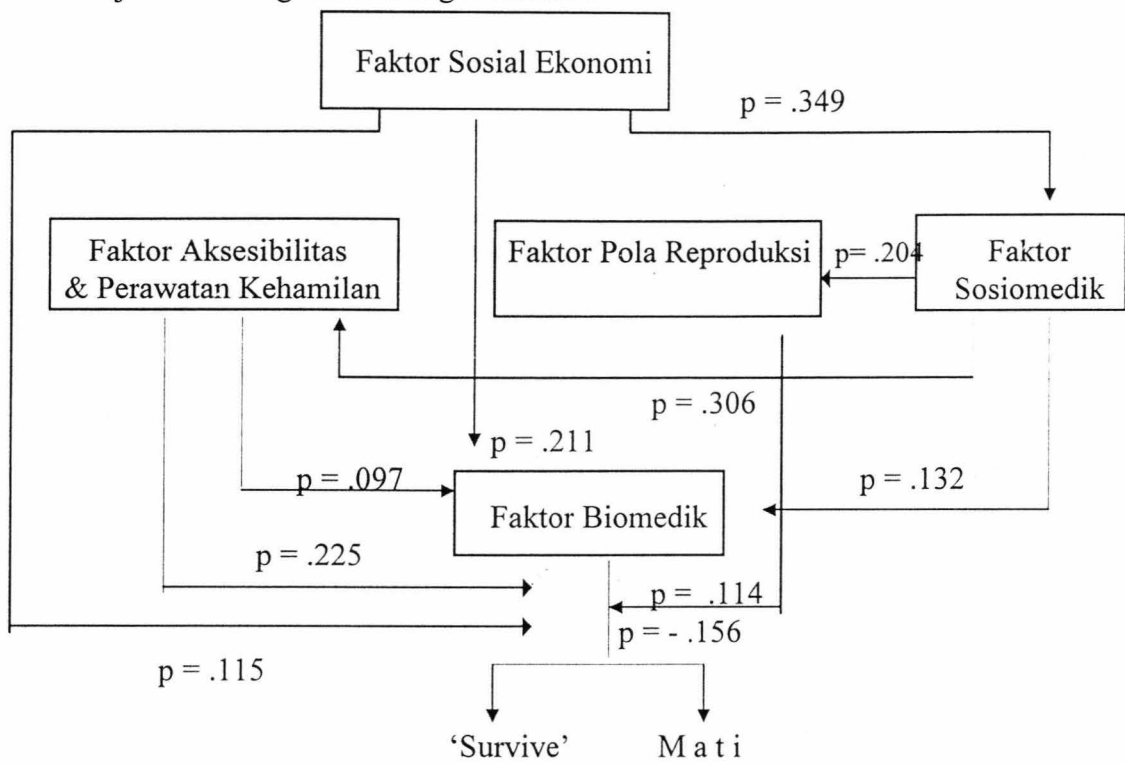 Faktor Sosial Ekonomi
p = .349
Faktor Aksesibilitas
& Perawatan Kehamilan
Faktor Pola Reproduksi
p= .204
Faktor
Sosiomedik
p = .306
p = .211
p = .097
p = .132
Faktor Biomedik
p = .225
p = .114
p = - .156
p = .115
‘Survive’
M a t i